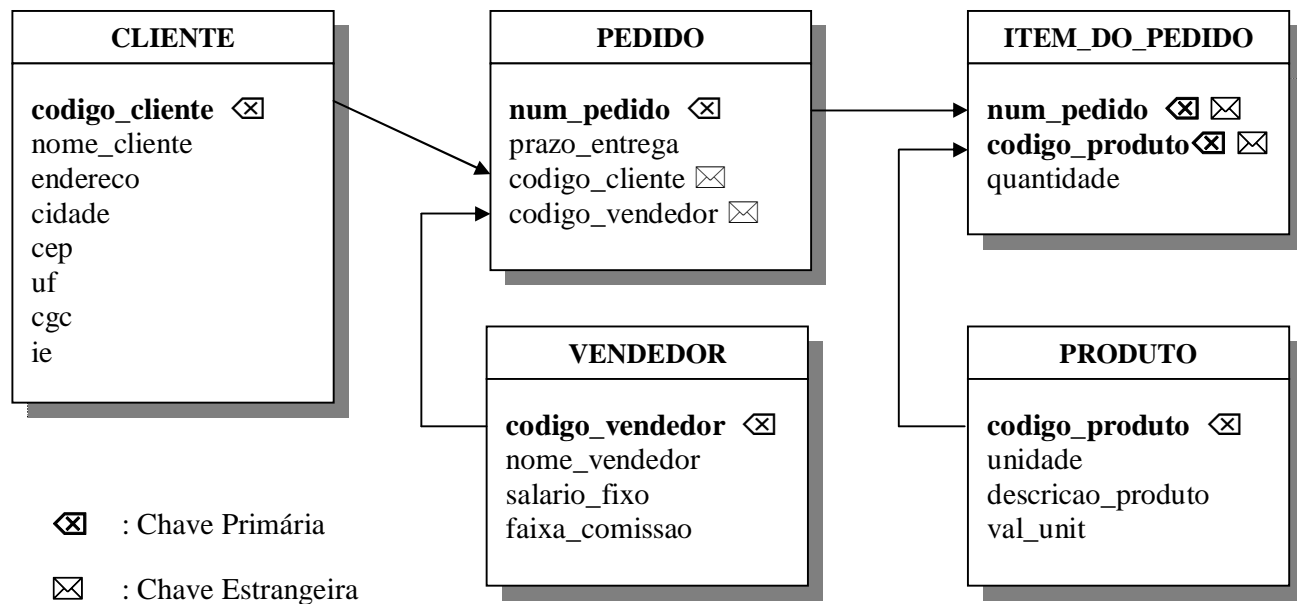 CLIENTE
codigo_cliente ⌫
nome_cliente
endereco
cidade
cep
uf
cgc
ie
PEDIDO
num_pedido ⌫
prazo_entrega
codigo_cliente ✉
codigo_vendedor ✉
ITEM_DO_PEDIDO
num_pedido ⌫ ✉
codigo_produto ⌫ ✉
quantidade
VENDEDOR
codigo_vendedor ⌫
nome_vendedor
salario_fixo
faixa_comissao
PRODUTO
codigo_produto ⌫
unidade
descricao_produto
val_unit
⌫ : Chave Primária
✉ : Chave Estrangeira